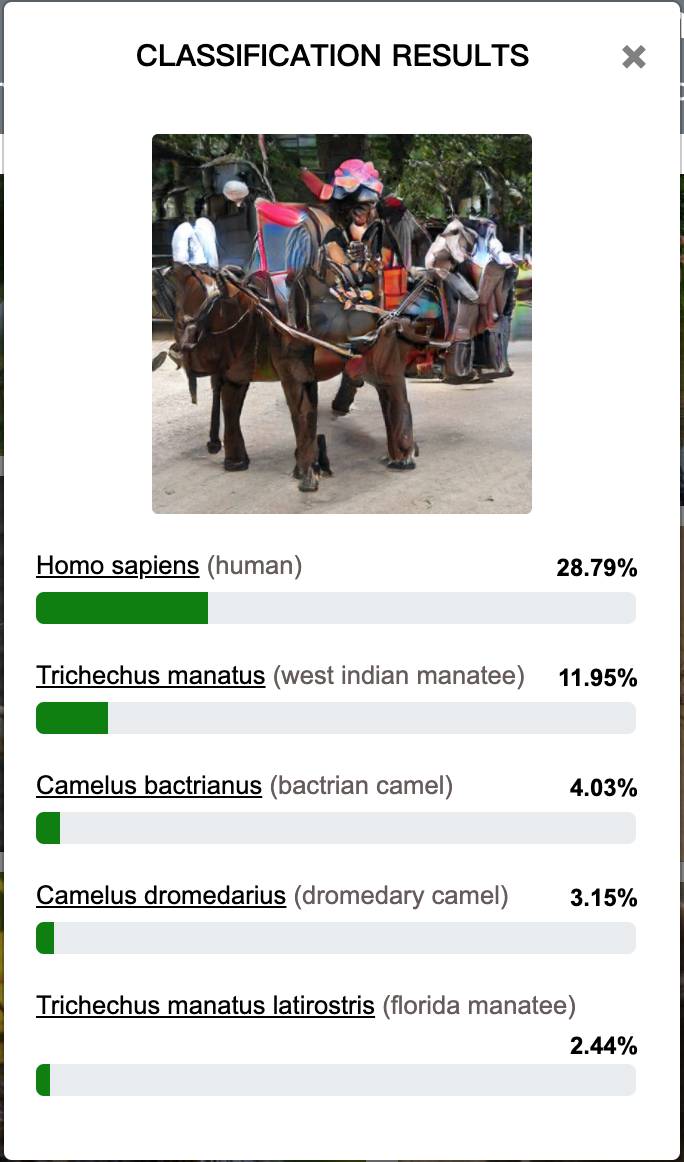 CLASSIFICATION RESULTS ✖
Homo sapiens (human) 28.79%
Trichechus manatus (west indian manatee) 11.95%
Camelus bactrianus (bactrian camel) 4.03%
Camelus dromedarius (dromedary camel) 3.15%
Trichechus manatus latirostris (florida manatee)
2.44%